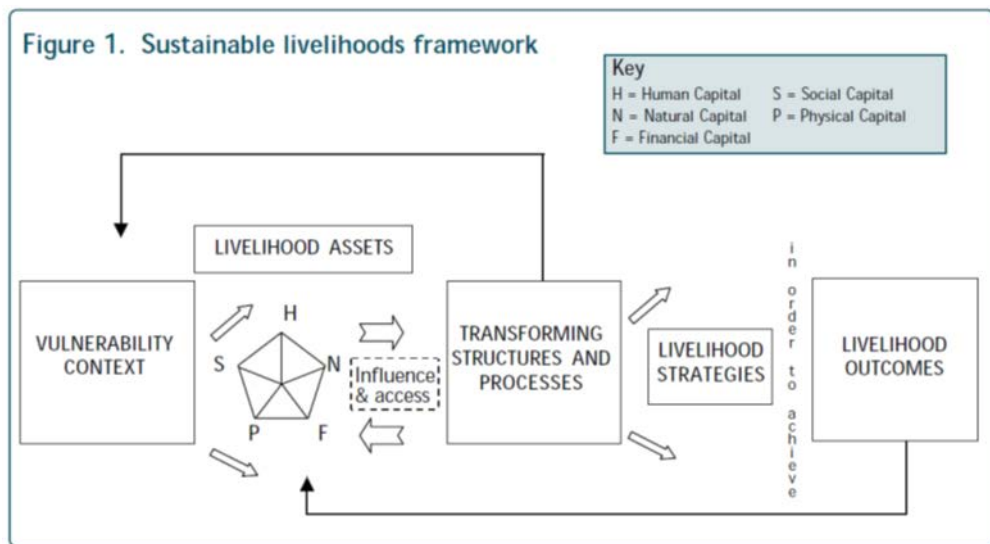 Figure 1. Sustainable livelihoods framework
Key
H = Human Capital S = Social Capital
N = Natural Capital P = Physical Capital
F = Financial Capital
LIVELIHOOD ASSETS
VULNERABILITY
CONTEXT
H
S
N
P
F
Influence
& access
TRANSFORMING
STRUCTURES AND
PROCESSES
LIVELIHOOD
STRATEGIES
in order to achieve
LIVELIHOOD
OUTCOMES